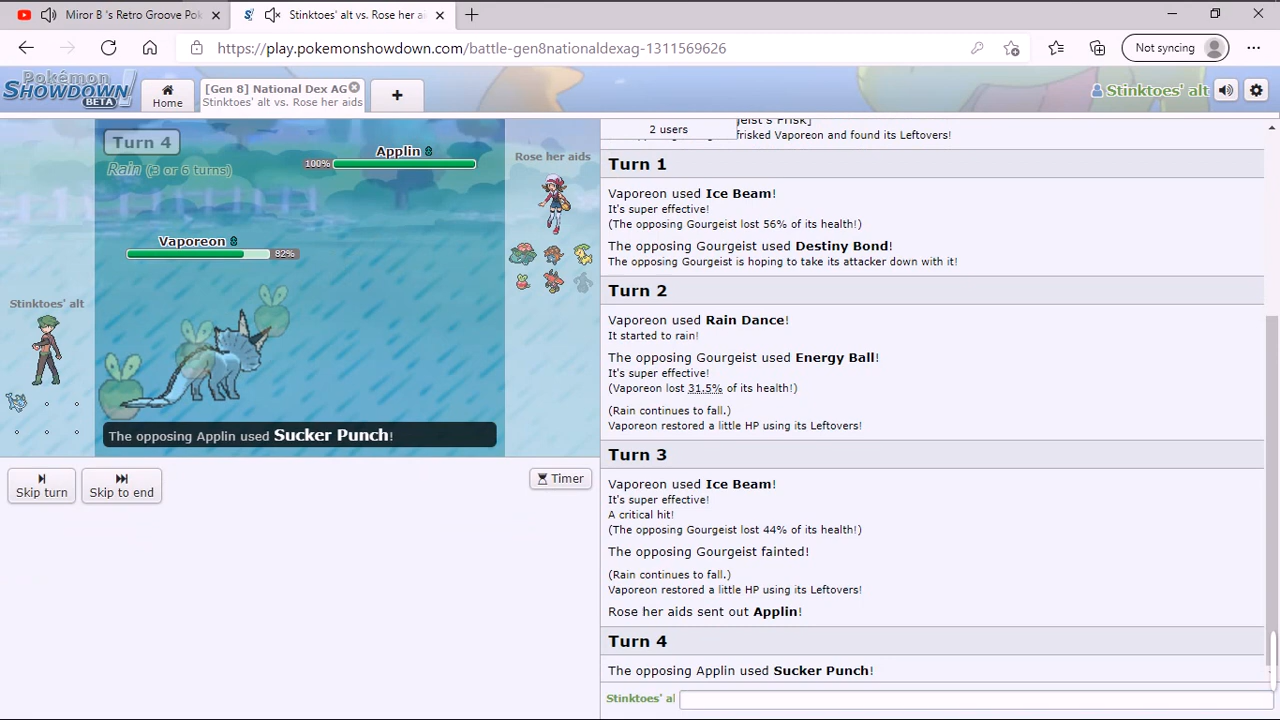 Miror B 's Retro Groove Pok
Stinktoes' alt vs. Rose her a
https://play.pokemonshowdown.com/battle-gen8nationaldexag-1311569626
Not syncing
Pokémon
SHOWDOWN
BETA
Home
[Gen 8] National Dex AG
Stinktoes' alt vs. Rose her aids
Stinktoes' alt
Turn 4
Rain (3 or 6 turns)
Applin
100%
Vaporeon
82%
Rose her aids
Stinktoes' alt
The opposing Applin used Sucker Punch!
Skip turn
Skip to end
Timer
2 users
geist's Frisk]
frisked Vaporeon and found its Leftovers!
Turn 1
Vaporeon used Ice Beam!
It's super effective!
(The opposing Gourgeist lost 56% of its health!)
The opposing Gourgeist used Destiny Bond!
The opposing Gourgeist is hoping to take its attacker down with it!
Turn 2
Vaporeon used Rain Dance!
It started to rain!
The opposing Gourgeist used Energy Ball!
It's super effective!
(Vaporeon lost 31.5% of its health!)
(Rain continues to fall.)
Vaporeon restored a little HP using its Leftovers!
Turn 3
Vaporeon used Ice Beam!
It's super effective!
A critical hit!
(The opposing Gourgeist lost 44% of its health!)
The opposing Gourgeist fainted!
(Rain continues to fall.)
Vaporeon restored a little HP using its Leftovers!
Rose her aids sent out Applin!
Turn 4
The opposing Applin used Sucker Punch!
Stinktoes' al